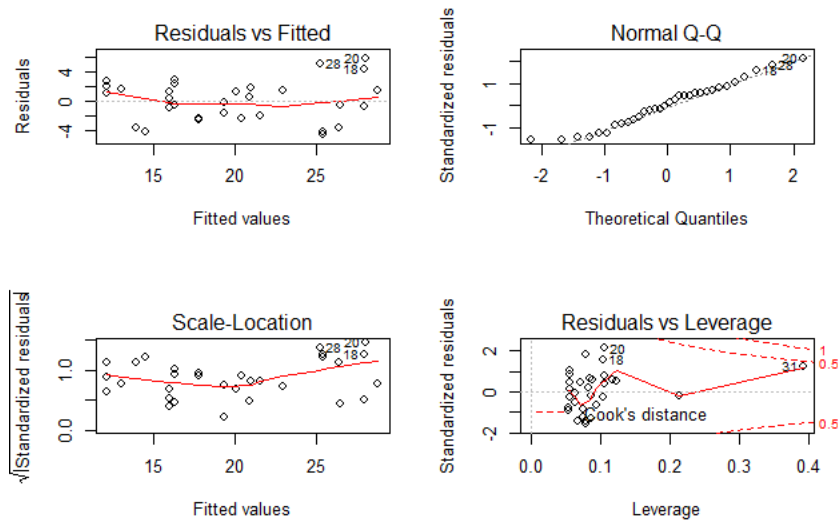 Residuals vs Fitted
Residuals
-4 0 4
28 20
18
15 20 25
Fitted values
Normal Q-Q
Standardized residuals
-1 1
20
18 28
-2 -1 0 1 2
Theoretical Quantiles
Scale-Location
√|Standardized residuals|
0.0 1.0
28 20
18
15 20 25
Fitted values
Residuals vs Leverage
Standardized residuals
-2 0 2
20
18
31
1
0.5
0.5
ook's distance
0.0 0.1 0.2 0.3 0.4
Leverage